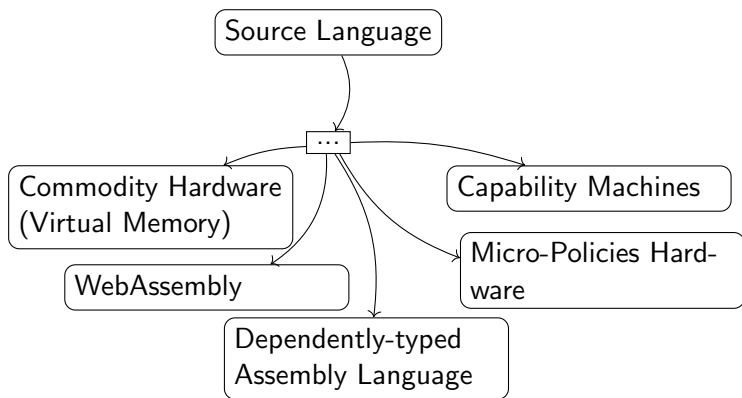 Source Language
...
Commodity Hardware
(Virtual Memory)
Capability Machines
WebAssembly
Micro-Policies Hard-
ware
Dependently-typed
Assembly Language